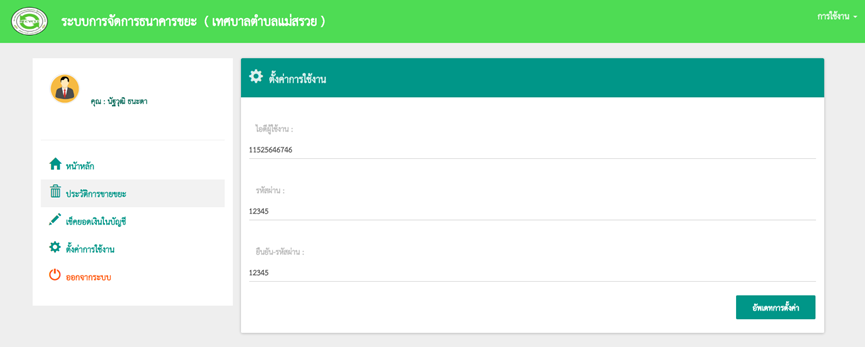 ระบบการจัดการธนาคารขยะ ( เทศบาลตำบลแม่สรวย )
การใช้งาน
คุณ : นัฐวุฒิ ธนะดา
หน้าหลัก
ประวัติการขายขยะ
เช็คยอดเงินในบัญชี
ตั้งค่าการใช้งาน
ออกจากระบบ
ตั้งค่าการใช้งาน
ไอดีผู้ใช้งาน :
11525646746
รหัสผ่าน :
12345
ยืนยัน-รหัสผ่าน :
12345
อัพเดทการตั้งค่า